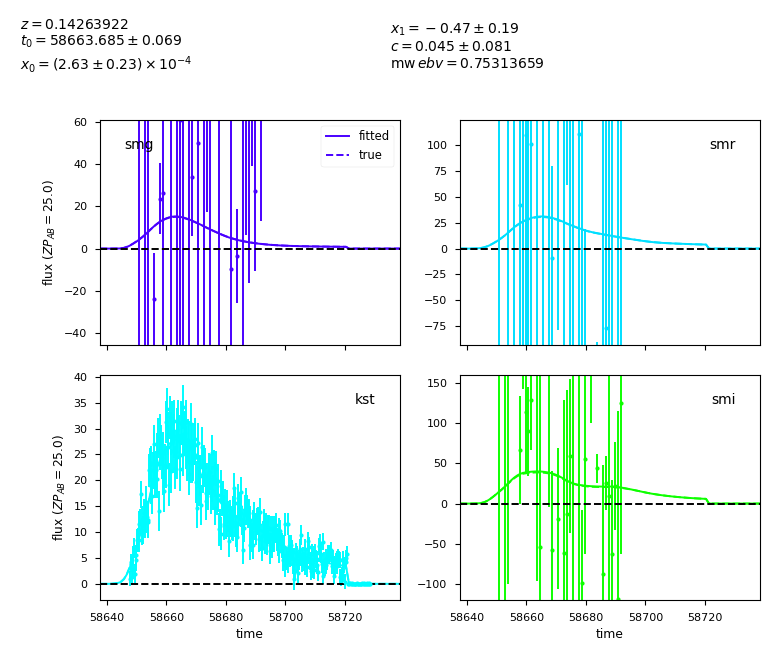 z = 0.14263922
t₀ = 58663.685 ± 0.069
x₀ = (2.63 ± 0.23) × 10⁻⁴
x₁ = −0.47 ± 0.19
c = 0.045 ± 0.081
mw ebv = 0.75313659
60
40
20
0
−20
−40
flux (ZP_AB = 25.0)
smg
fitted
true
100
75
50
25
0
−25
−50
−75
smr
40
35
30
25
20
15
10
5
0
flux (ZP_AB = 25.0)
kst
58640
58660
58680
58700
58720
time
150
100
50
0
−50
−100
smi
58640
58660
58680
58700
58720
time